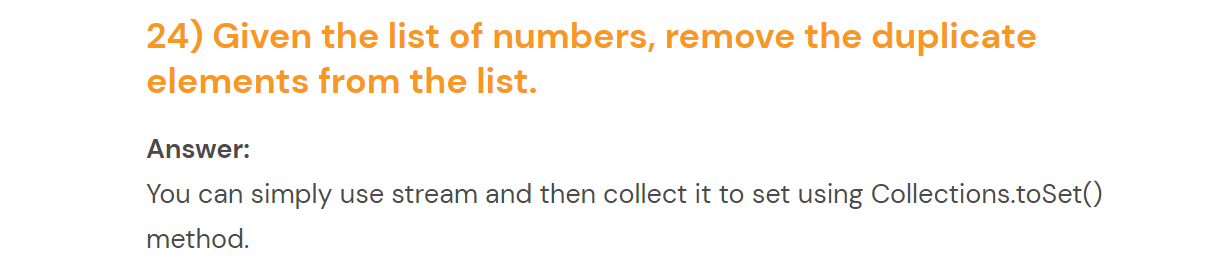 24) Given the list of numbers, remove the duplicate
elements from the list.
Answer:
You can simply use stream and then collect it to set using Collections.toSet()
method.